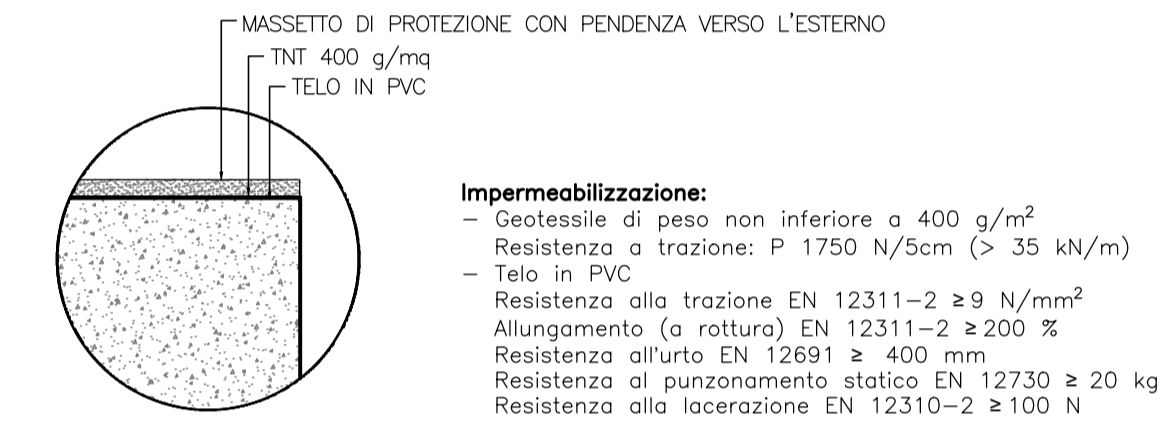 MASSETTO DI PROTEZIONE CON PENDENZA VERSO L'ESTERNO
TNT 400 g/mq
TELO IN PVC
Impermeabilizzazione:
– Geotessile di peso non inferiore a 400 g/m²
Resistenza a trazione: P 1750 N/5cm (> 35 kN/m)
– Telo in PVC
Resistenza alla trazione EN 12311–2 ≥9 N/mm²
Allungamento (a rottura) EN 12311–2 ≥200 %
Resistenza all'urto EN 12691 ≥ 400 mm
Resistenza al punzonamento statico EN 12730 ≥ 20 kg
Resistenza alla lacerazione EN 12310–2 ≥100 N